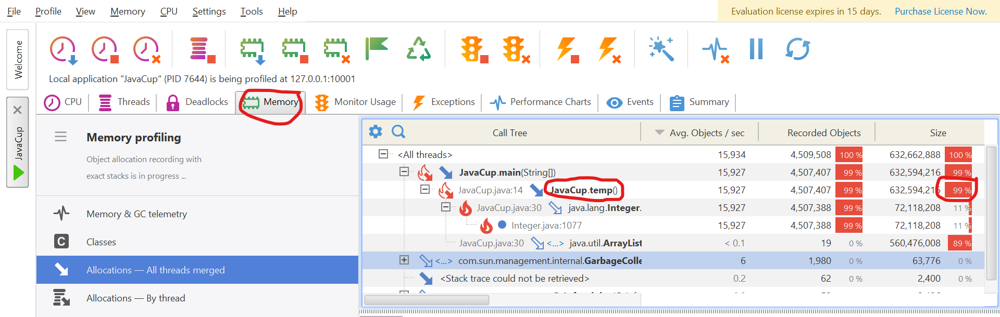 File Profile View Memory CPU Settings Tools Help
Evaluation license expires in 15 days. Purchase License Now.
Welcome
JavaCup
Local application "JavaCup" (PID 7644) is being profiled at 127.0.0.1:10001
CPU Threads Deadlocks Memory Monitor Usage Exceptions Performance Charts Events Summary
Memory profiling
Object allocation recording with
exact stacks is in progress ...
Memory & GC telemetry
C Classes
Allocations — All threads merged
Allocations — By thread
Call Tree Avg. Objects / sec Recorded Objects Size
<All threads> 15,934 4,509,508 100 % 632,662,888 100 %
JavaCup.main(String[]) 15,927 4,507,407 99 % 632,594,216 99 %
JavaCup.java:14 JavaCup.temp() 15,927 4,507,407 99 % 632,594,216 99 %
JavaCup.java:30 java.lang.Integer. 15,927 4,507,388 99 % 72,118,208 11 %
Integer.java:1077 15,927 4,507,388 99 % 72,118,208 11 %
JavaCup.java:30 <...> java.util.ArrayList < 0.1 19 0 % 560,476,008 89 %
<...> com.sun.management.internal.GarbageColle 6 1,980 0 % 63,776 0 %
<Stack trace could not be retrieved> 0.2 62 0 % 2,400 0 %